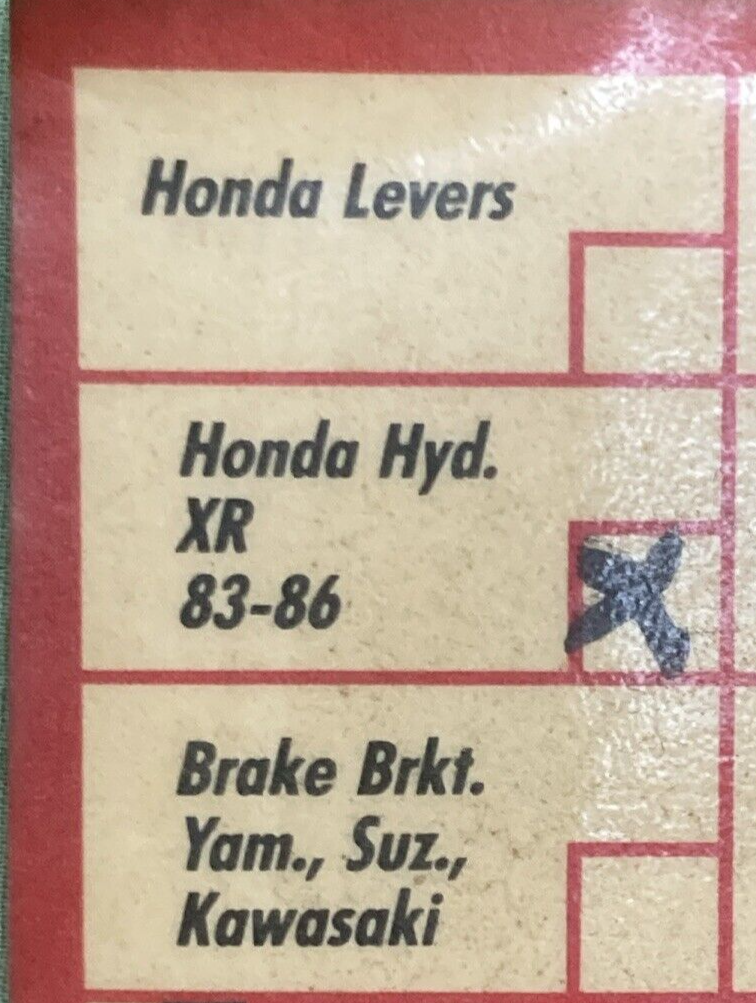 Honda Levers
Honda Hyd.
XR
83-86
Brake Brkt.
Yam., Suz.,
Kawasaki